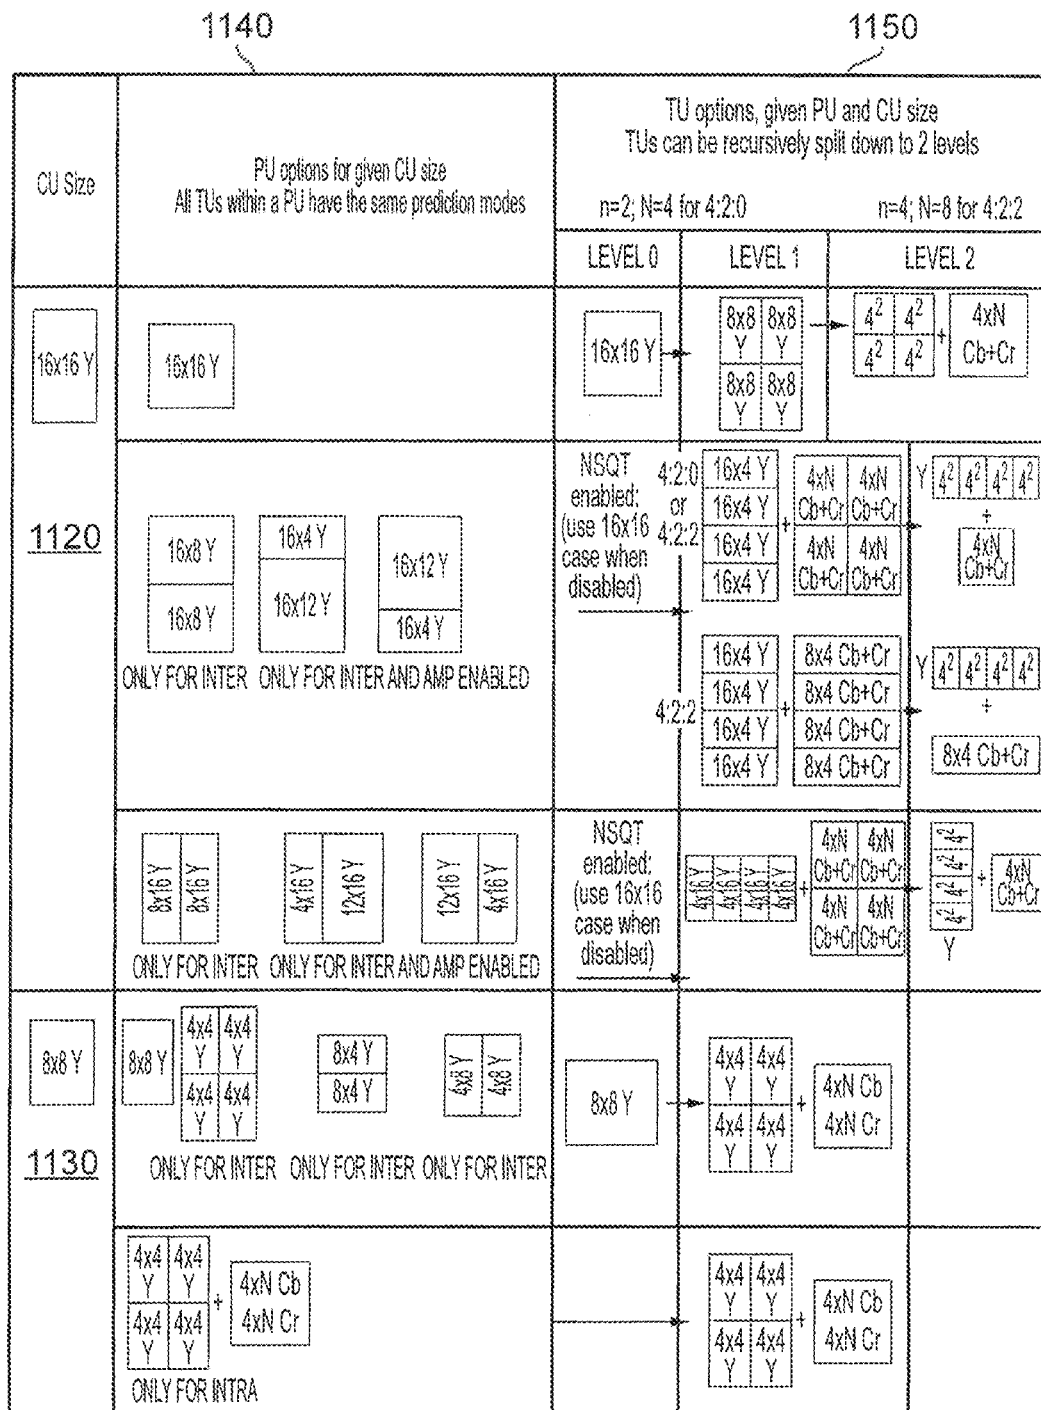 1140
1150
CU Size
PU options for given CU size
All TUs within a PU have the same prediction modes
TU options, given PU and CU size
TUs can be recursively split down to 2 levels
n=2; N=4 for 4:2:0
n=4; N=8 for 4:2:2
LEVEL 0
LEVEL 1
LEVEL 2
16x16 Y
16x16 Y
16x16 Y
8x8 Y
8x8 Y
8x8 Y
8x8 Y
4²
4²
4²
4²
+
4xN
Cb+Cr
1120
16x8 Y
16x8 Y
ONLY FOR INTER
16x4 Y
16x12 Y
16x12 Y
16x4 Y
ONLY FOR INTER AND AMP ENABLED
NSQT
enabled:
(use 16x16
case when
disabled)
4:2:0
or
4:2:2
16x4 Y
16x4 Y
16x4 Y
16x4 Y
+
4xN
Cb+Cr
4xN
Cb+Cr
4xN
Cb+Cr
4xN
Cb+Cr
Y
4²
4²
4²
4²
+
4xN
Cb+Cr
4:2:2
16x4 Y
16x4 Y
16x4 Y
16x4 Y
+
8x4 Cb+Cr
8x4 Cb+Cr
8x4 Cb+Cr
8x4 Cb+Cr
Y
4²
4²
4²
4²
+
8x4 Cb+Cr
8x16 Y
8x16 Y
ONLY FOR INTER
4x16 Y
12x16 Y
12x16 Y
4x16 Y
ONLY FOR INTER AND AMP ENABLED
NSQT
enabled:
(use 16x16
case when
disabled)
4x16 Y
4x16 Y
4x16 Y
4x16 Y
+
4xN
Cb+Cr
4xN
Cb+Cr
4xN
Cb+Cr
4xN
Cb+Cr
4²
4²
4²
4²
Y
+
4xN
Cb+Cr
8x8 Y
1130
8x8 Y
4x4 Y
4x4 Y
4x4 Y
4x4 Y
ONLY FOR INTER
8x4 Y
8x4 Y
ONLY FOR INTER
4x8 Y
4x8 Y
ONLY FOR INTER
8x8 Y
4x4 Y
4x4 Y
4x4 Y
4x4 Y
+
4xN Cb
4xN Cr
4x4 Y
4x4 Y
4x4 Y
4x4 Y
+
4xN Cb
4xN Cr
ONLY FOR INTRA
4x4 Y
4x4 Y
4x4 Y
4x4 Y
+
4xN Cb
4xN Cr